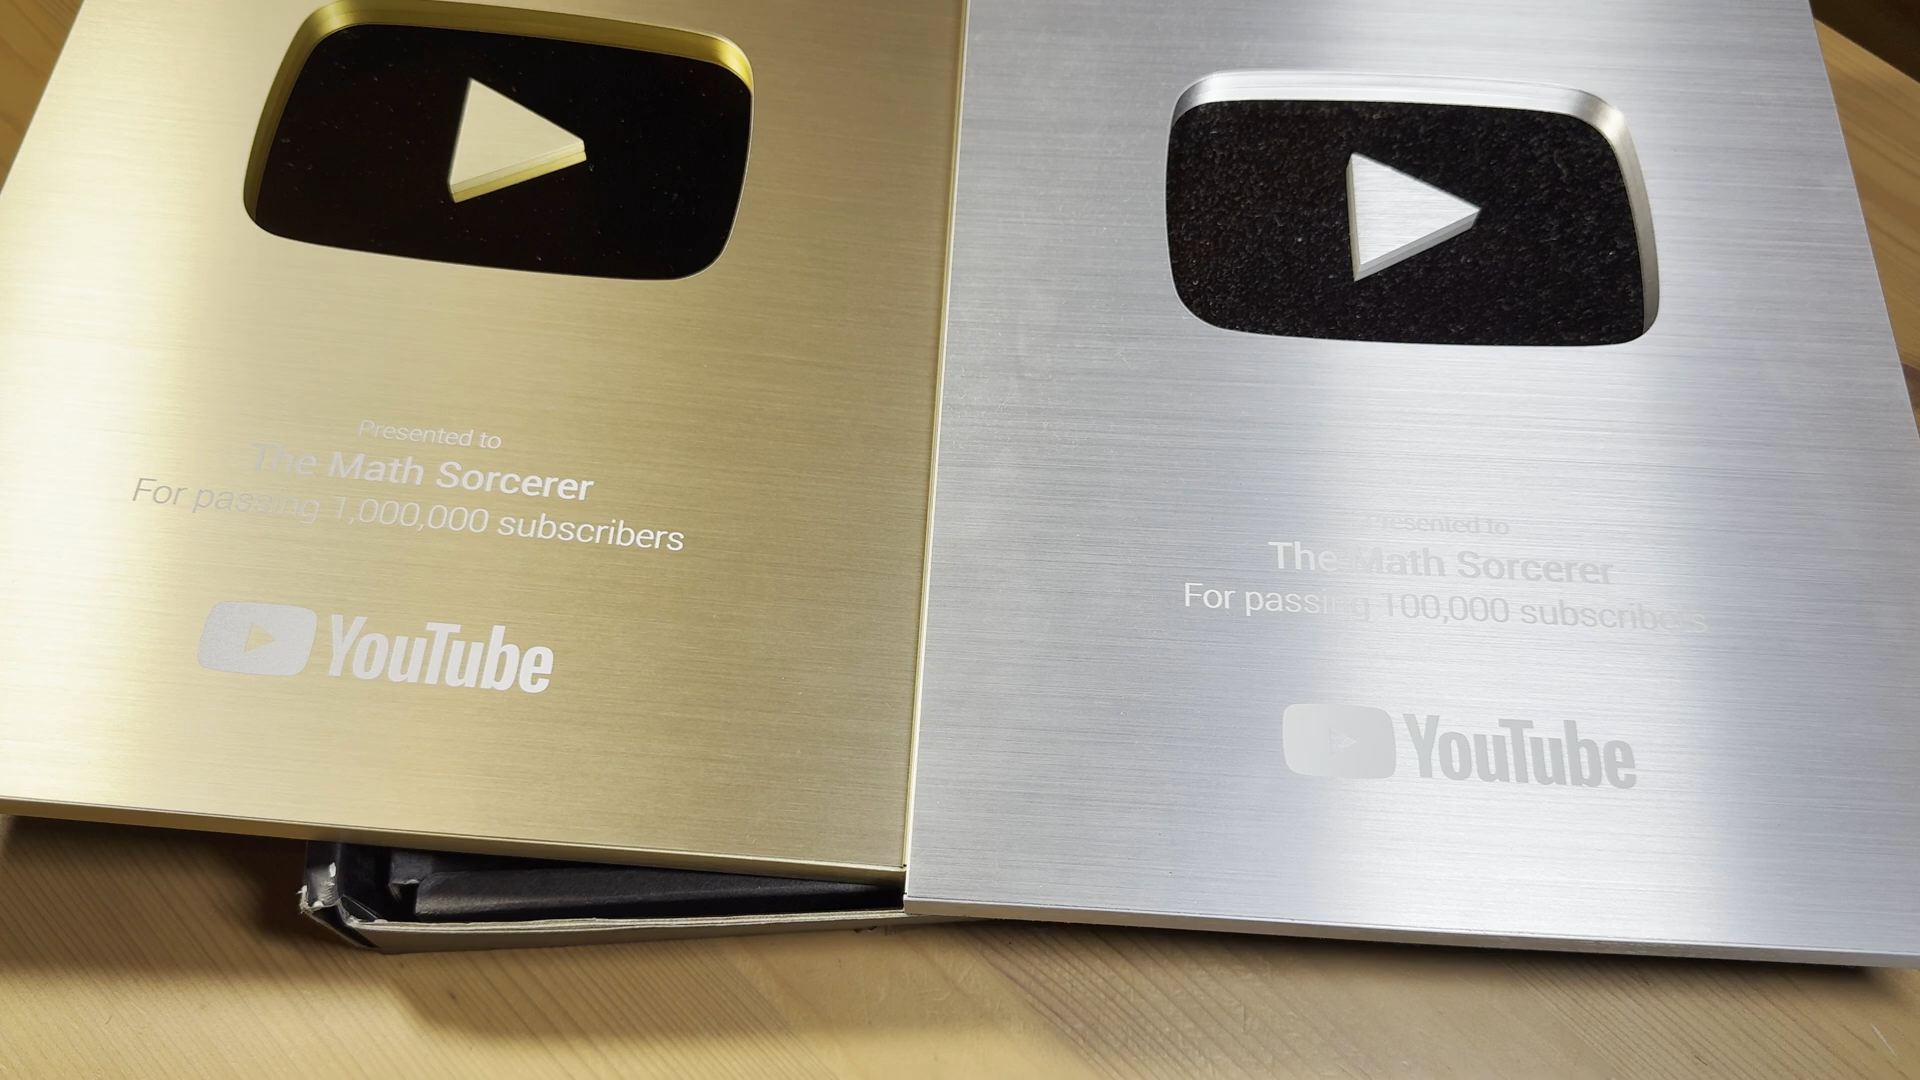 Presented to
The Math Sorcerer
For passing 1,000,000 subscribers
YouTube
Presented to
The Math Sorcerer
For passing 100,000 subscribers
YouTube